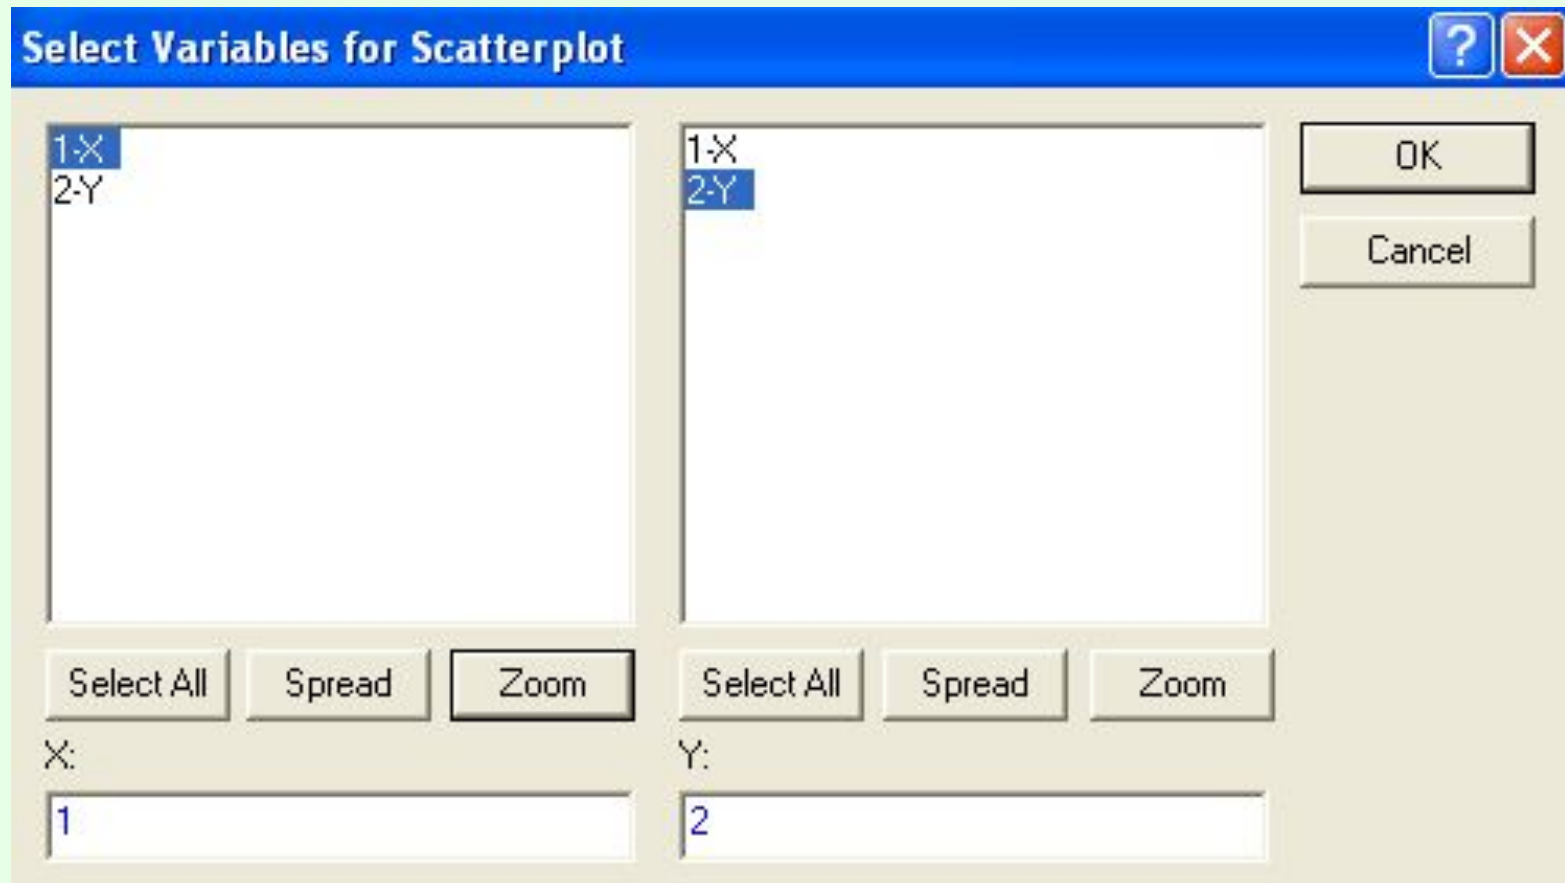 Select Variables for Scatterplot
?
1-X
2-Y
1-X
2-Y
OK
Cancel
Select All
Spread
Zoom
Select All
Spread
Zoom
X:
Y:
1
2